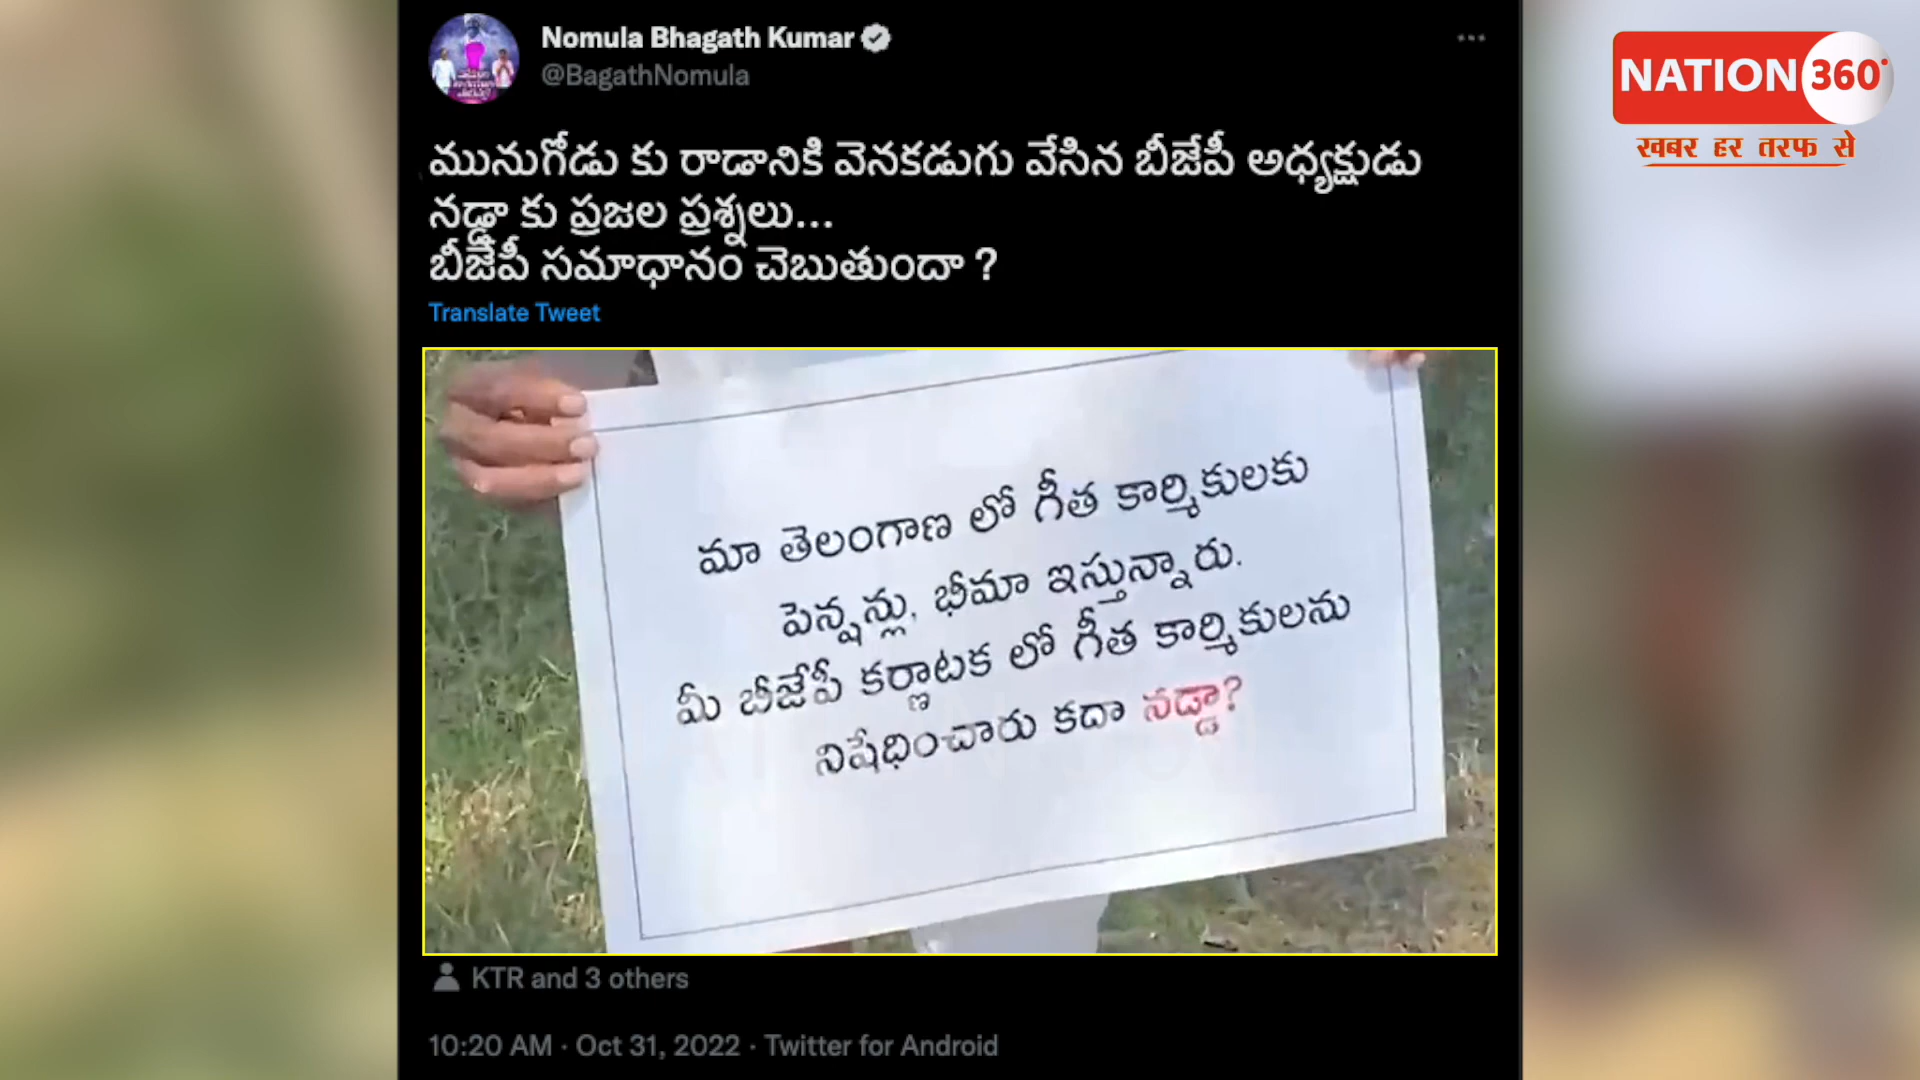 Nomula Bhagath Kumar
@BagathNomula
NATION 360°
खबर हर तरफ से
మునుగోడు కు రాడానికి వెనకడుగు వేసిన బీజేపీ అధ్యక్షుడు
నడ్డా కు ప్రజల ప్రశ్నలు...
బీజేపీ సమాధానం చెబుతుందా ?
Translate Tweet
మా తెలంగాణ లో గీత కార్మికులకు
పెన్షన్లు, భీమా ఇస్తున్నారు.
మీ బీజేపీ కర్ణాటక లో గీత కార్మికులను
నిషేధించారు కదా నడ్డా?
KTR and 3 others
10:20 AM · Oct 31, 2022 · Twitter for Android